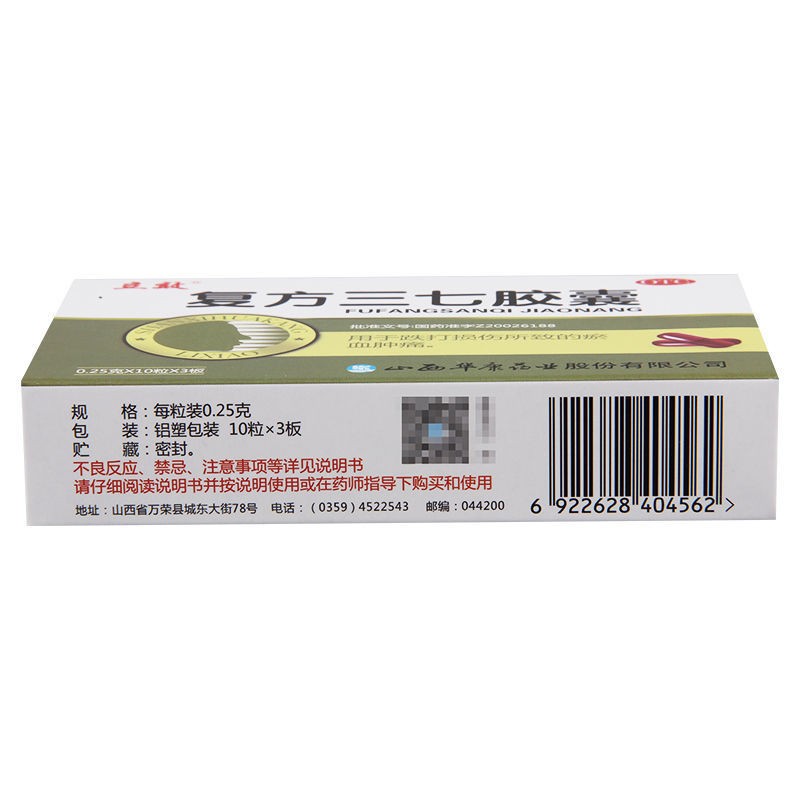 立效®
复方三七胶囊
OTC
FUFANGSANQI JIAONANG
SHANXIHUAKANG
LIXIAO
批准文号:国药准字Z20026188
用于跌打损伤所致的瘀
血肿痛。
0.25克X10粒X3板
山西华康药业股份有限公司
规 格:每粒装0.25克
包 装:铝塑包装 10粒×3板
贮 藏:密封。
不良反应、禁忌、注意事项等详见说明书
请仔细阅读说明书并按说明使用或在药师指导下购买和使用
地址:山西省万荣县城东大街78号 电话:(0359)4522543 邮编:044200
6 922628 404562 >